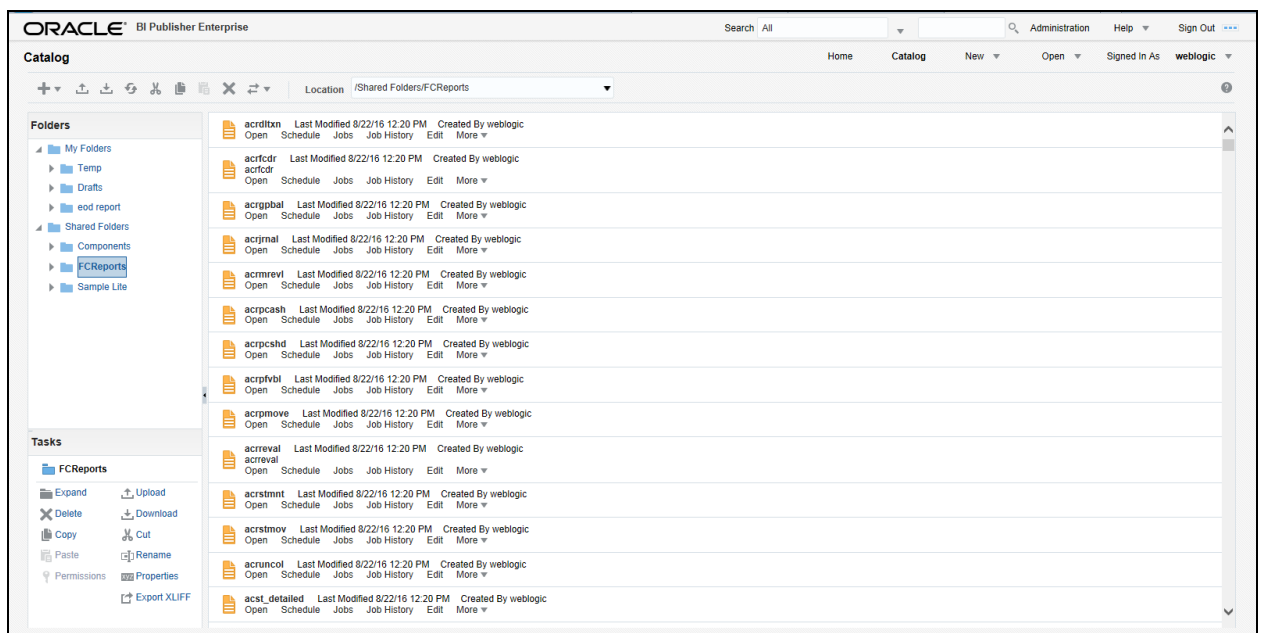 ORACLE BI Publisher Enterprise Search All Administration Help Sign Out
Catalog Home Catalog New Open Signed In As weblogic
Location /Shared Folders/FCReports
Folders
My Folders
Temp
Drafts
eod report
Shared Folders
Components
FCReports
Sample Lite
Tasks
FCReports
Expand Upload
Delete Download
Copy Cut
Paste Rename
Permissions Properties
Export XLIFF
acrdltxn Last Modified 8/22/16 12:20 PM Created By weblogic
Open Schedule Jobs Job History Edit More
acrfcdr Last Modified 8/22/16 12:20 PM Created By weblogic
acrfcdr
Open Schedule Jobs Job History Edit More
acrgpbal Last Modified 8/22/16 12:20 PM Created By weblogic
Open Schedule Jobs Job History Edit More
acrjrnal Last Modified 8/22/16 12:20 PM Created By weblogic
Open Schedule Jobs Job History Edit More
acrmrevl Last Modified 8/22/16 12:20 PM Created By weblogic
Open Schedule Jobs Job History Edit More
acrpcash Last Modified 8/22/16 12:20 PM Created By weblogic
Open Schedule Jobs Job History Edit More
acrpcshd Last Modified 8/22/16 12:20 PM Created By weblogic
Open Schedule Jobs Job History Edit More
acrpfvbl Last Modified 8/22/16 12:20 PM Created By weblogic
Open Schedule Jobs Job History Edit More
acrpmove Last Modified 8/22/16 12:20 PM Created By weblogic
Open Schedule Jobs Job History Edit More
acrreval Last Modified 8/22/16 12:20 PM Created By weblogic
acrreval
Open Schedule Jobs Job History Edit More
acrstmnt Last Modified 8/22/16 12:20 PM Created By weblogic
Open Schedule Jobs Job History Edit More
acrstmov Last Modified 8/22/16 12:20 PM Created By weblogic
Open Schedule Jobs Job History Edit More
acruncol Last Modified 8/22/16 12:20 PM Created By weblogic
Open Schedule Jobs Job History Edit More
acst_detailed Last Modified 8/22/16 12:20 PM Created By weblogic
Open Schedule Jobs Job History Edit More